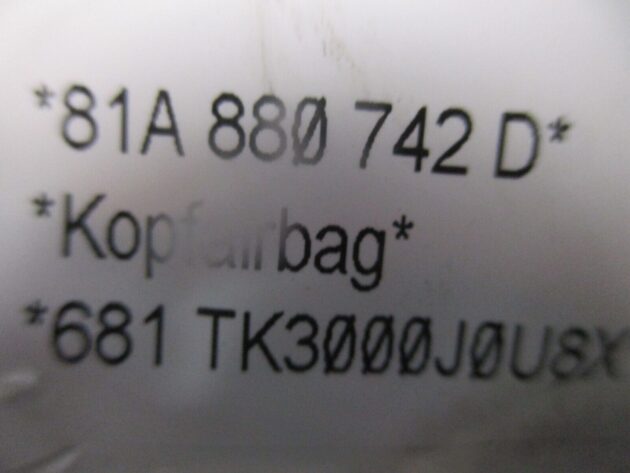 *81A 880 742 D*
*Kopfairbag*
*681 TK3000J0U8X